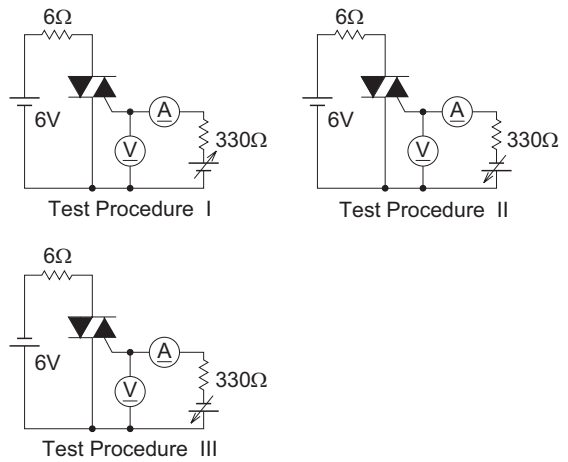 6Ω
6V
A
V
330Ω
Test Procedure I
6Ω
6V
A
V
330Ω
Test Procedure II
6Ω
6V
A
V
330Ω
Test Procedure III